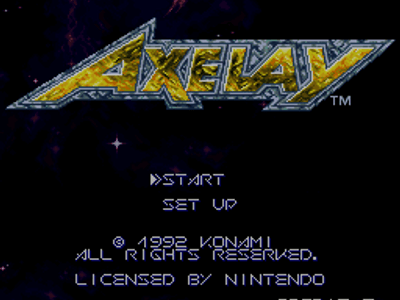 AXELAY
TM
START
SET UP
© 1992 KONAMI
ALL RIGHTS RESERVED.
LICENSED BY NINTENDO